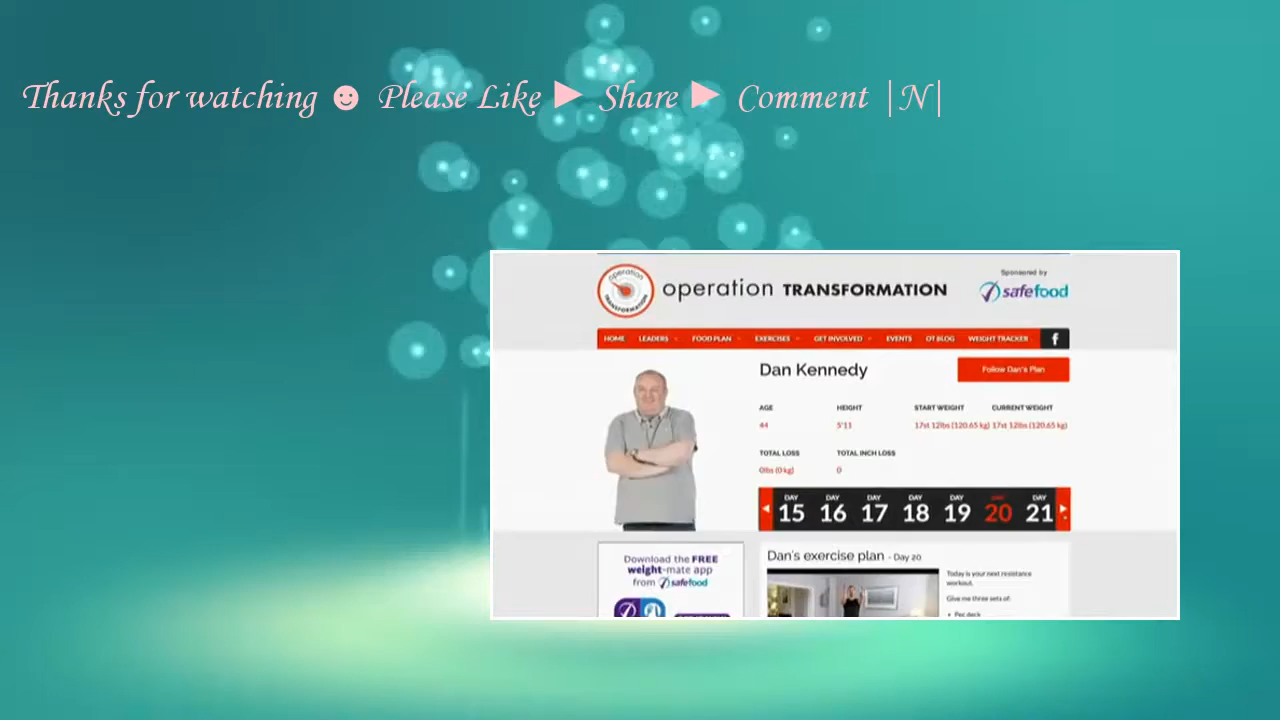 Thanks for watching ☻ Please Like ► Share ► Comment |N|
operation TRANSFORMATION
operation TRANSFORMATION
Sponsored by
safefood
HOME LEADERS FOOD PLAN EXERCISES GET INVOLVED EVENTS OT BLOG WEIGHT TRACKER f
Dan Kennedy
Follow Dan's Plan
AGE HEIGHT START WEIGHT CURRENT WEIGHT
44 5'11 17st 12lbs (120.65 kg) 17st 12lbs (120.65 kg)
TOTAL LOSS TOTAL INCH LOSS
0lbs (0 kg) 0
DAY DAY DAY DAY DAY DAY DAY
15 16 17 18 19 20 21
Download the FREE
weight-mate app
from safefood
Dan's exercise plan - Day 20
Today is your next resistance
workout.
Give me three sets of:
• Pec deck